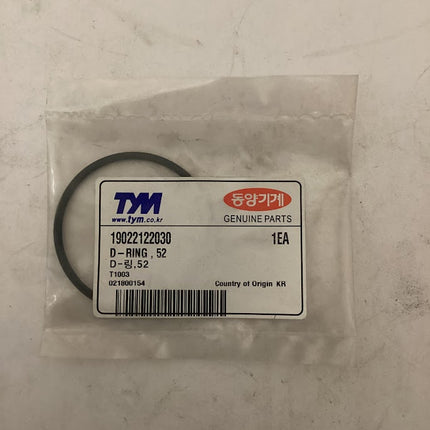 TYM
www.tym.co.kr
동양기계
GENUINE PARTS
19022122030 1EA
D-RING , 52
D-링,52
T1003
021800154 Country of Origin KR